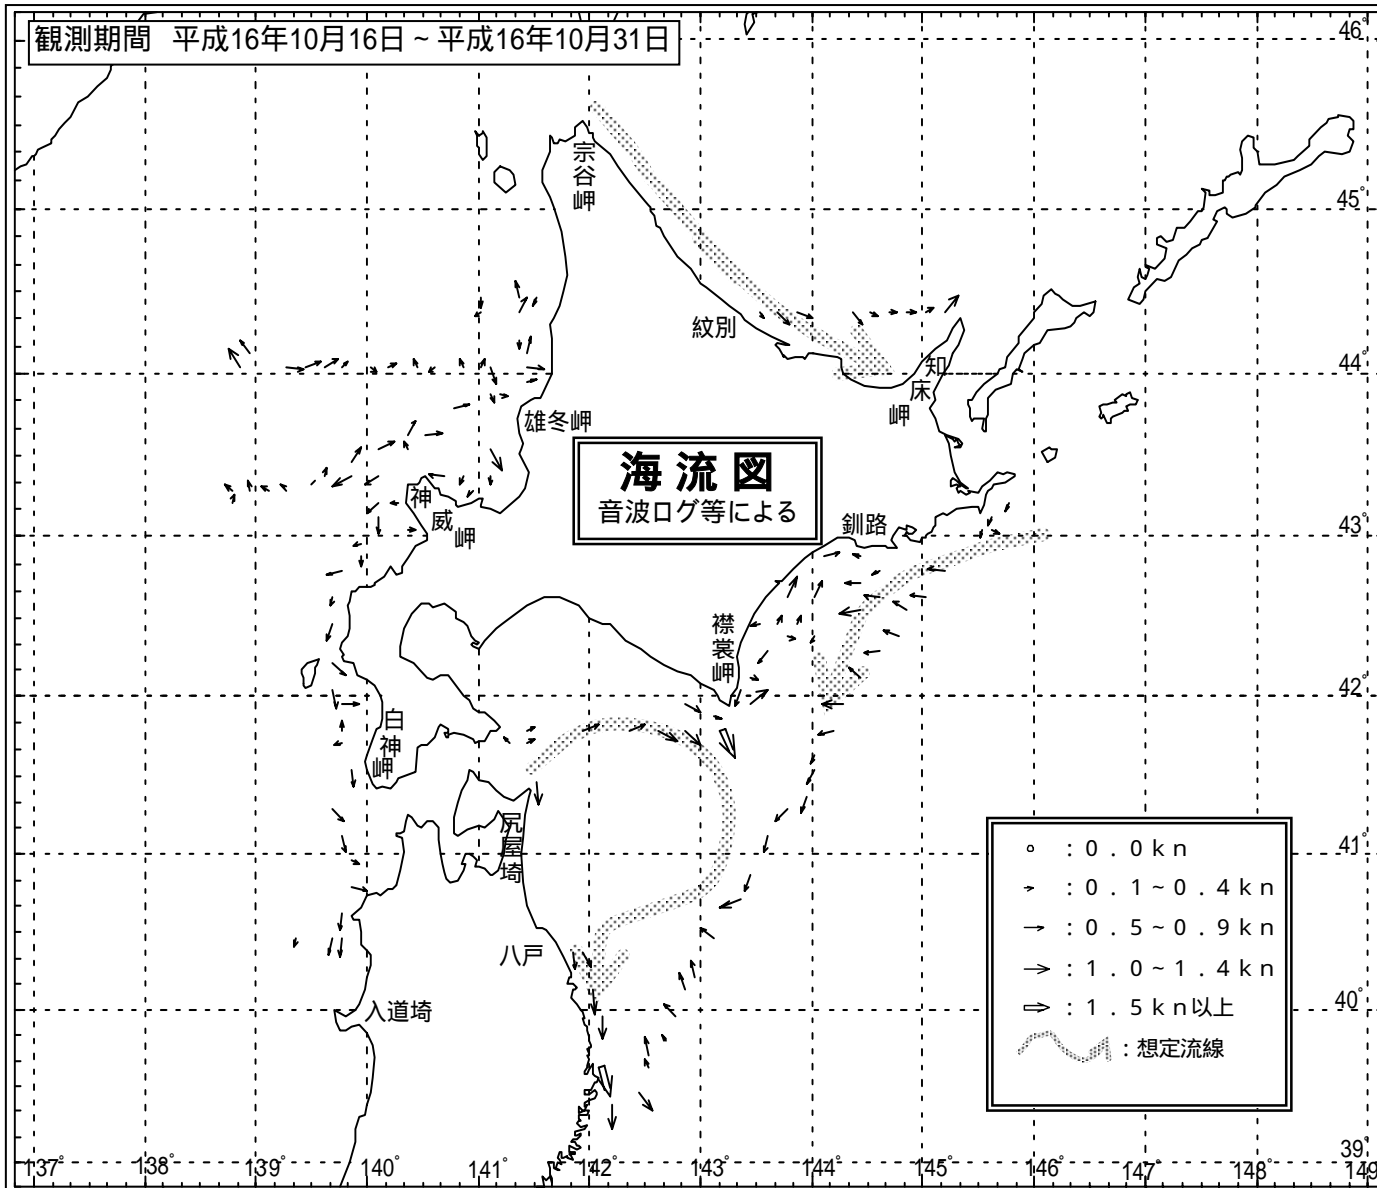 観測期間 平成16年10月16日~平成16年10月31日
46°
45°
44°
43°
42°
41°
40°
39°
宗谷岬
紋別
知床岬
雄冬岬
海流図
音波ログ等による
神威岬
釧路
襟裳岬
白神岬
尻屋埼
八戸
入道埼
:0.0kn
:0.1~0.4kn
:0.5~0.9kn
:1.0~1.4kn
:1.5kn以上
:想定流線
137° 138° 139° 140° 141° 142° 143° 144° 145° 146° 147° 148° 149